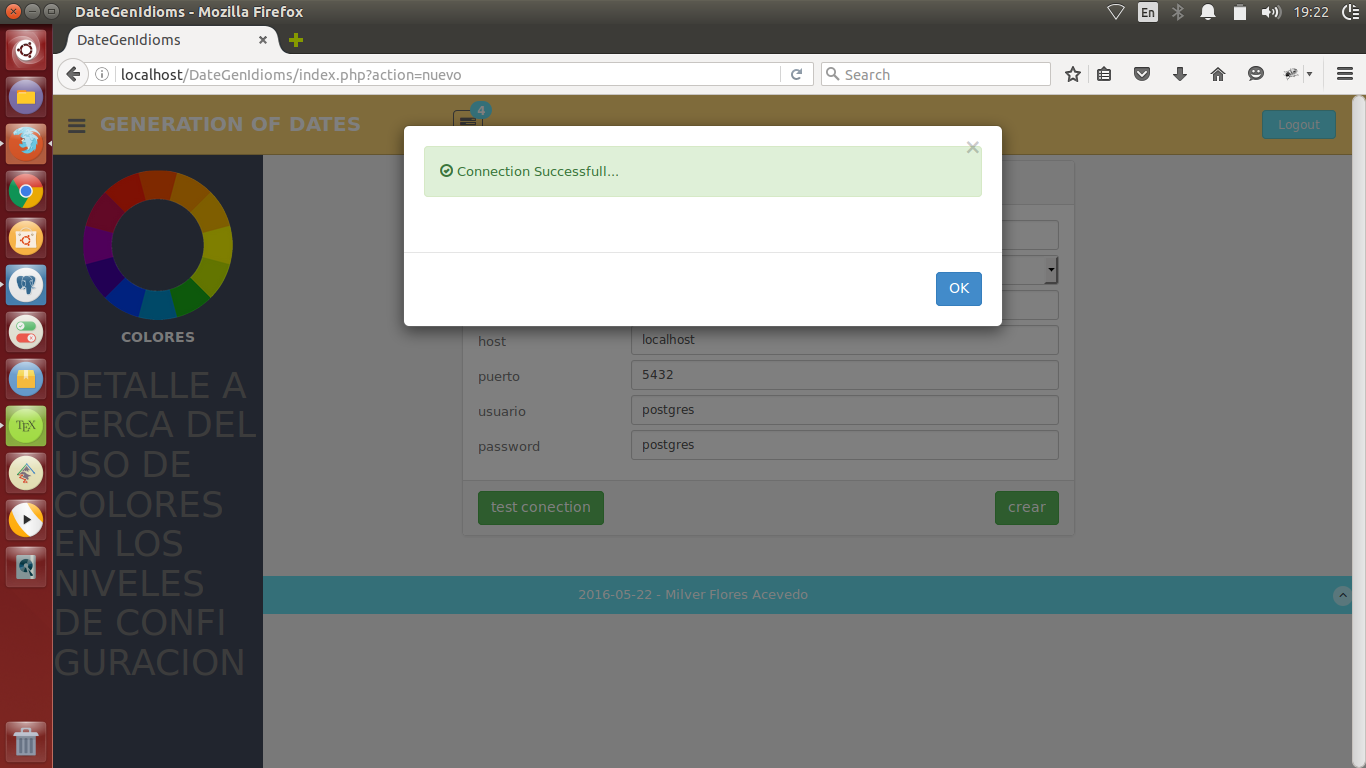 DateGenIdioms - Mozilla Firefox
En
19:22
DateGenIdioms
localhost/DateGenIdioms/index.php?action=nuevo
Search
GENERATION OF DATES
4
Logout
Connection Successfull...
OK
COLORES
DETALLE A
CERCA DEL
USO DE
COLORES
EN LOS
NIVELES
DE CONFI
GURACION
host
localhost
puerto
5432
usuario
postgres
password
postgres
test conection
crear
2016-05-22 - Milver Flores Acevedo
TEX